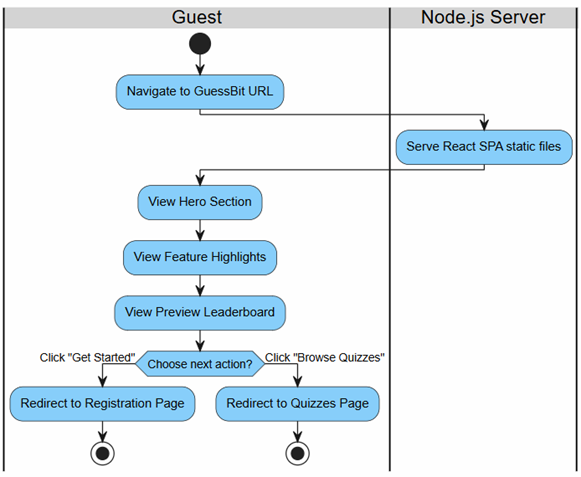 Guest
Node.js Server
Navigate to GuessBit URL
Serve React SPA static files
View Hero Section
View Feature Highlights
View Preview Leaderboard
Click "Get Started"
Choose next action?
Click "Browse Quizzes"
Redirect to Registration Page
Redirect to Quizzes Page